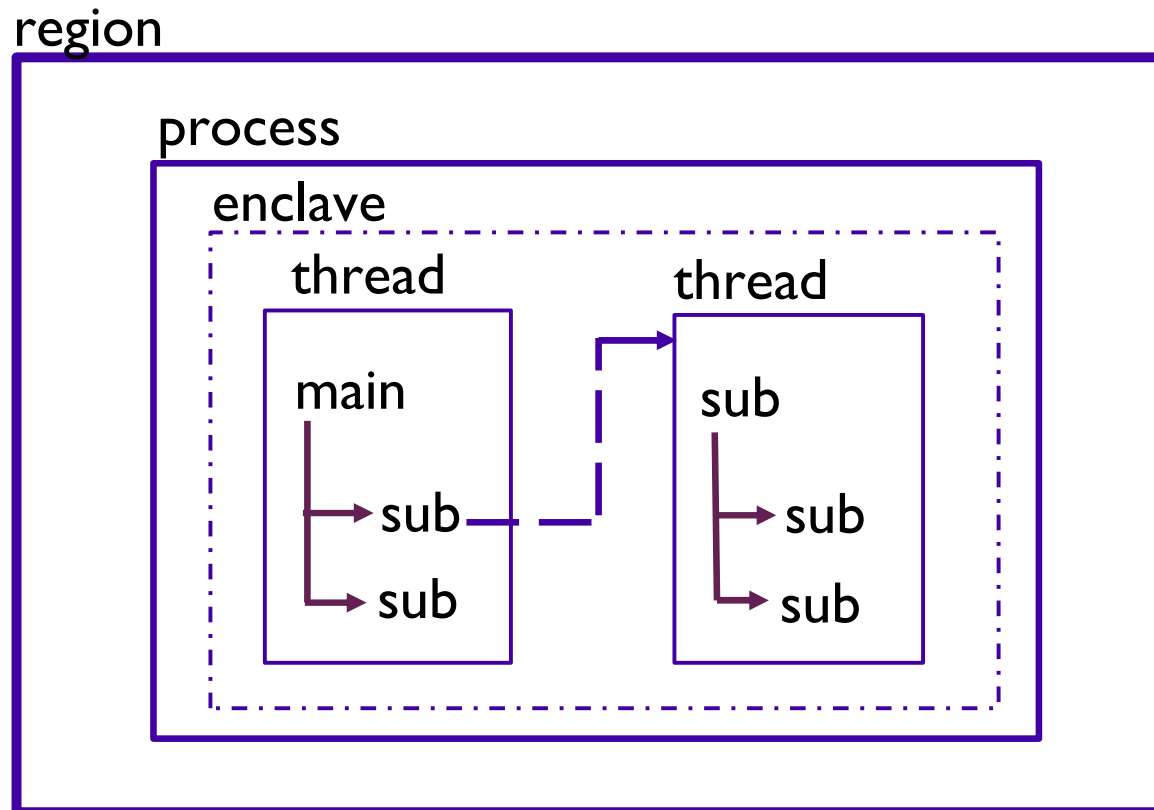 region
process
enclave
thread
thread
main
sub
sub
sub
sub
sub